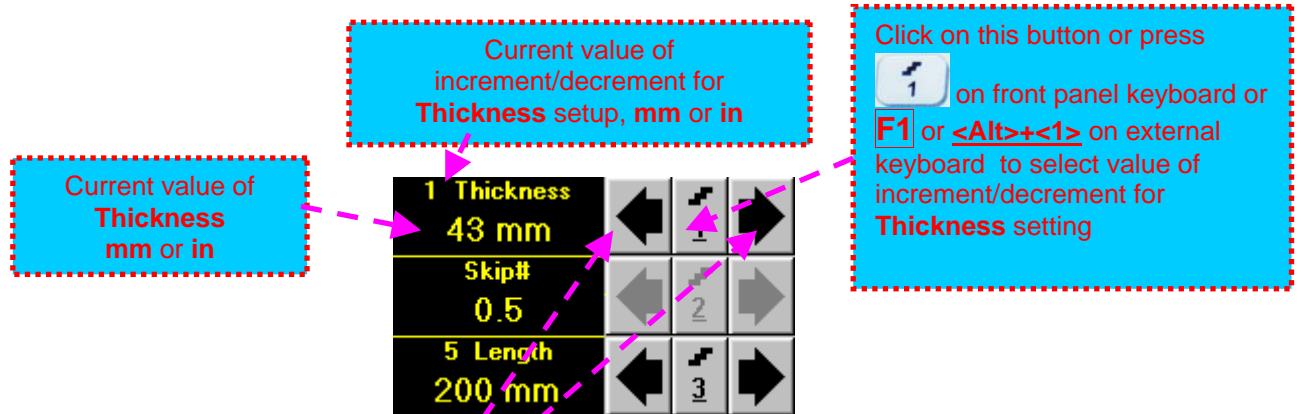 Current value of
increment/decrement for
Thickness setup, mm or in
Click on this button or press
1 on front panel keyboard or
F1 or <Alt>+<1> on external
keyboard to select value of
increment/decrement for
Thickness setting
Current value of
Thickness
mm or in
1 Thickness
43 mm
1
Skip#
0.5
2
5 Length
200 mm
3